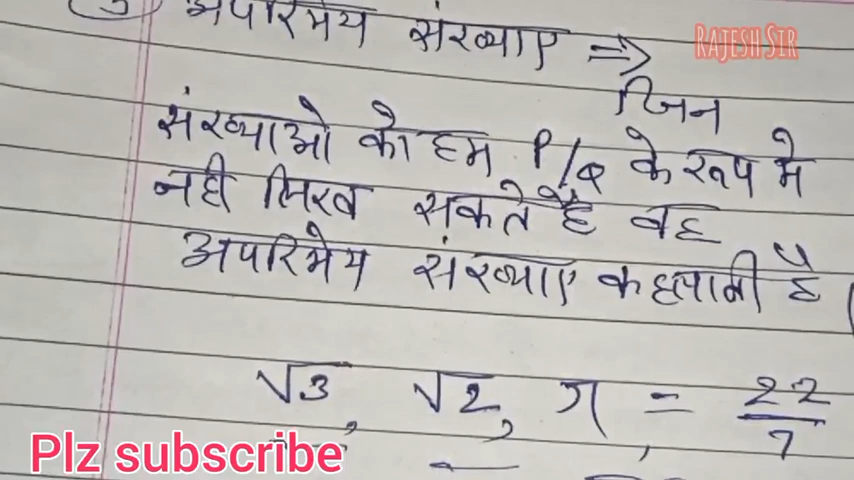 अपरिमेय संख्याए ⇒ RAJESH SIR
जिन
संख्याओ को हम P/Q के रूप मे
नही लिख सकते है वह
अपरिमेय संख्याए कहलाती है
√3, √2, π = 22/7
Plz subscribe